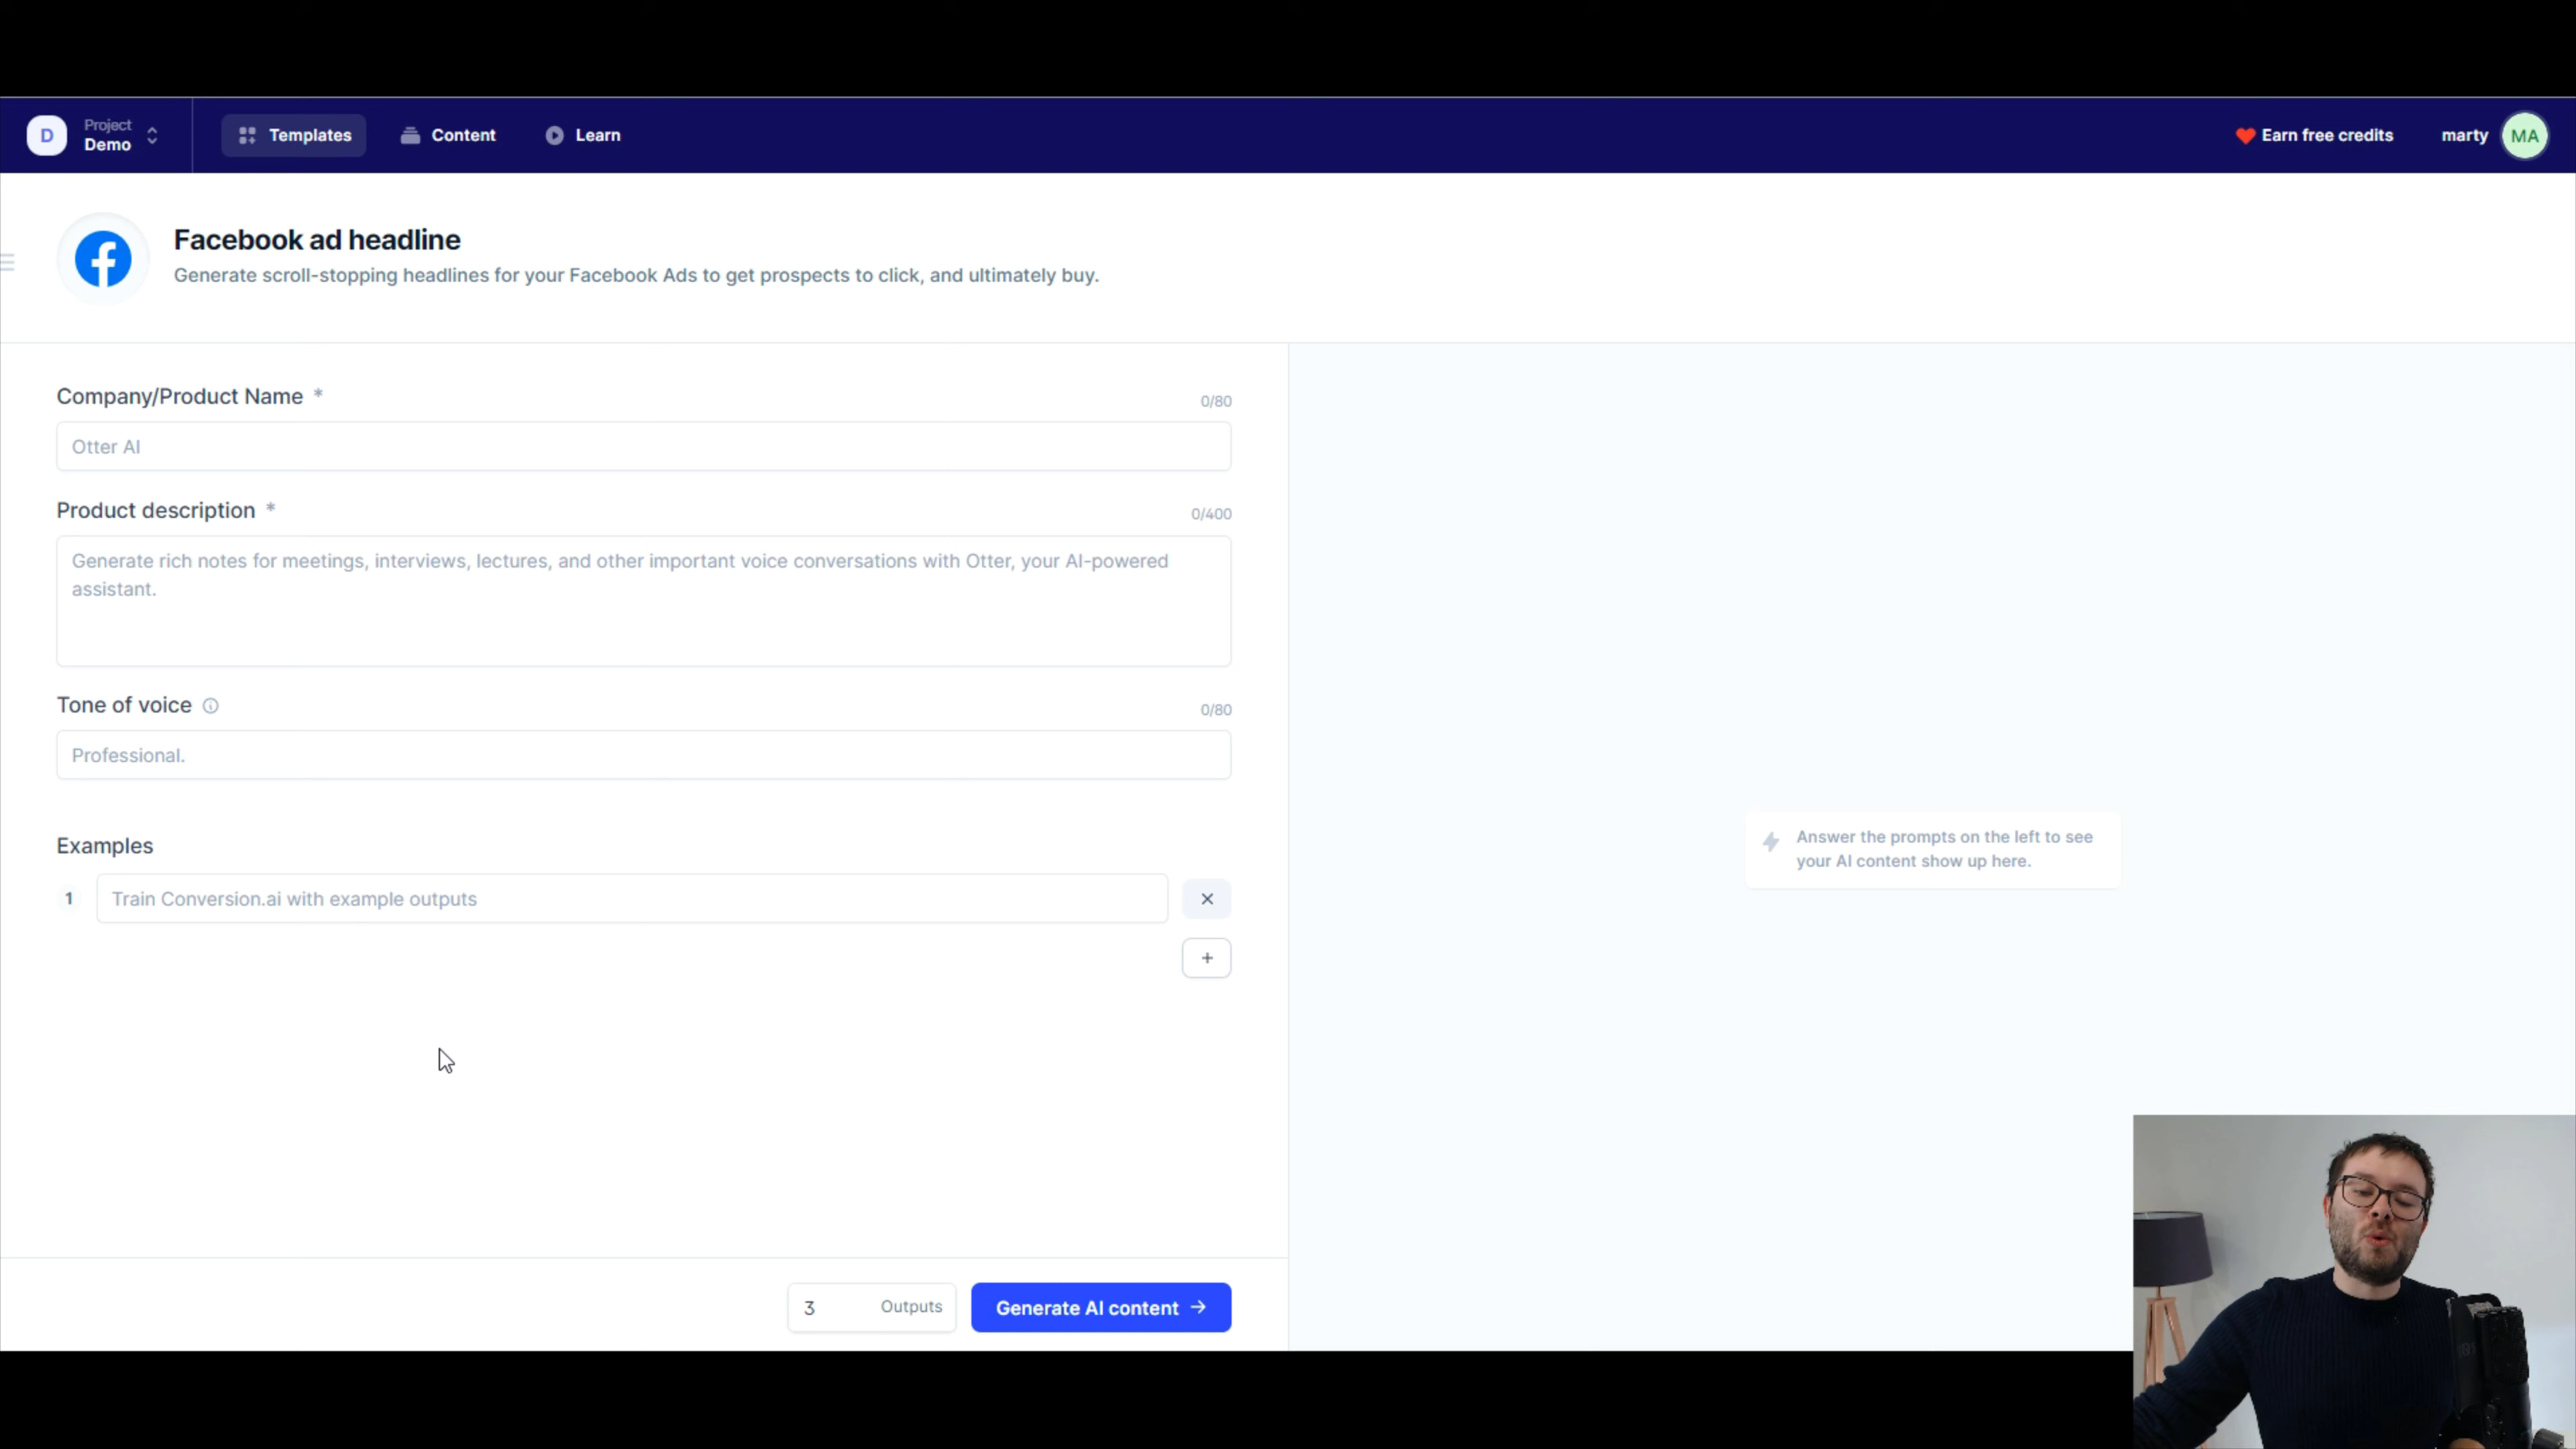 D
Project
Demo
Templates
Content
Learn
Earn free credits
marty
MA
Facebook ad headline
Generate scroll-stopping headlines for your Facebook Ads to get prospects to click, and ultimately buy.
Company/Product Name *
0/80
Otter AI
Product description *
0/400
Generate rich notes for meetings, interviews, lectures, and other important voice conversations with Otter, your AI-powered
assistant.
Tone of voice
0/80
Professional.
Examples
1
Train Conversion.ai with example outputs
Answer the prompts on the left to see
your AI content show up here.
3
Outputs
Generate AI content